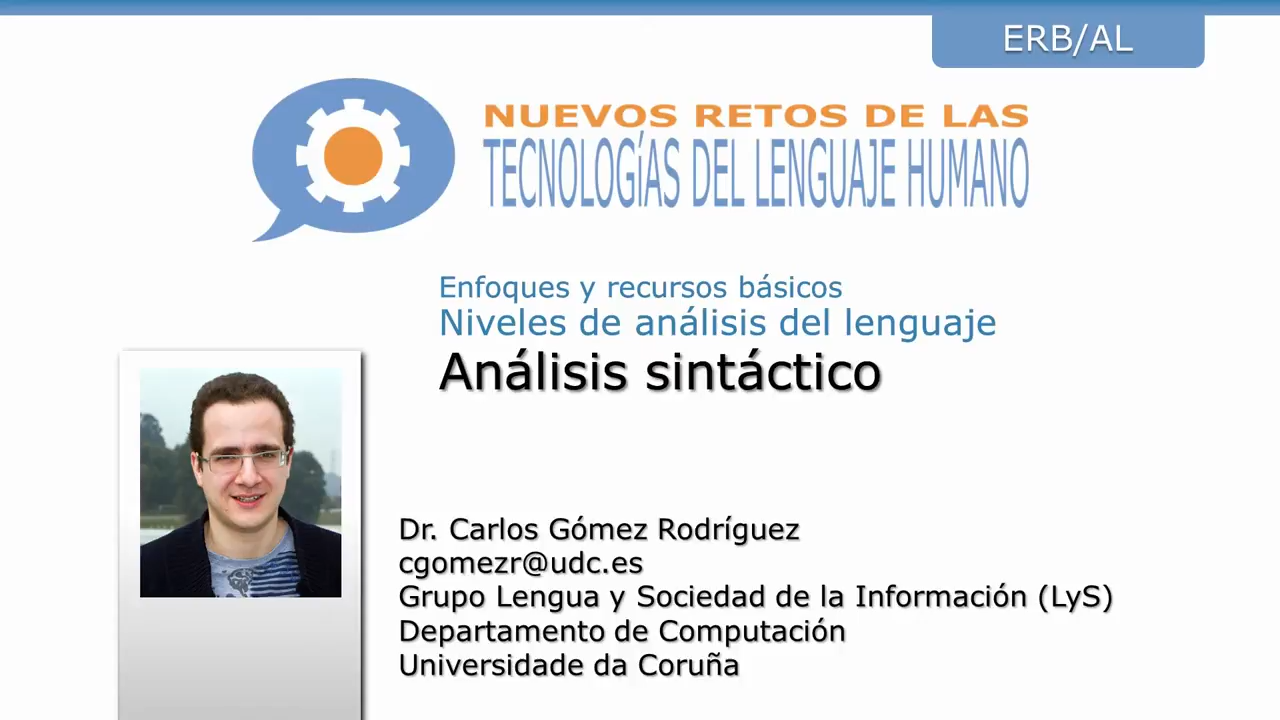 ERB/AL
NUEVOS RETOS DE LAS
TECNOLOGíAS DEL LENGUAJE HUMANO
Enfoques y recursos básicos
Niveles de análisis del lenguaje
Análisis sintáctico
Dr. Carlos Gómez Rodríguez
cgomezr@udc.es
Grupo Lengua y Sociedad de la Información (LyS)
Departamento de Computación
Universidade da Coruña